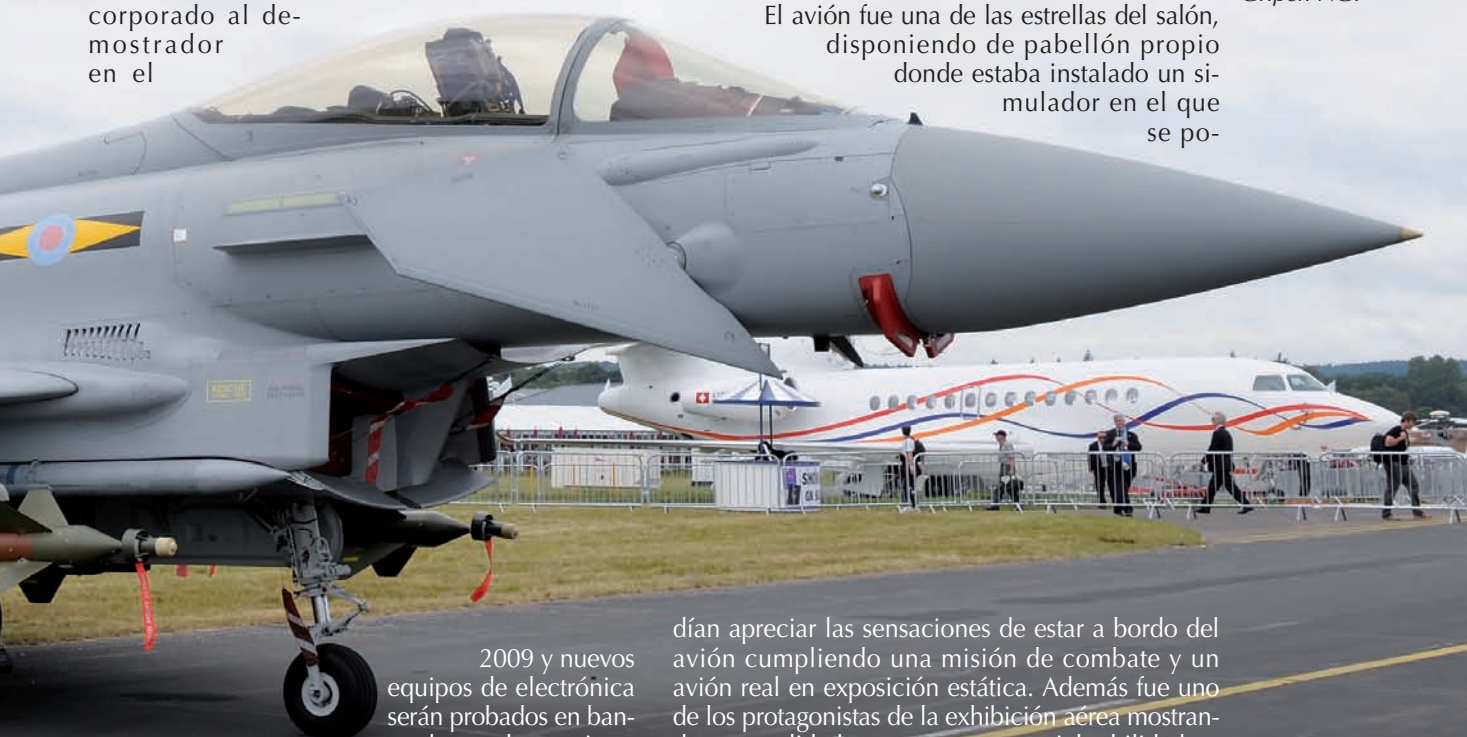 corporado al de-
mostrador
en el
2009 y nuevos
equipos de electrónica
serán probados en ban-
El avión fue una de las estrellas del salón,
disponiendo de pabellón propio
donde estaba instalado un si-
mulador en el que
se po-
dían apreciar las sensaciones de estar a bordo del
avión cumpliendo una misión de combate y un
avión real en exposición estática. Además fue uno
de los protagonistas de la exhibición aérea mostran-
RESCUE